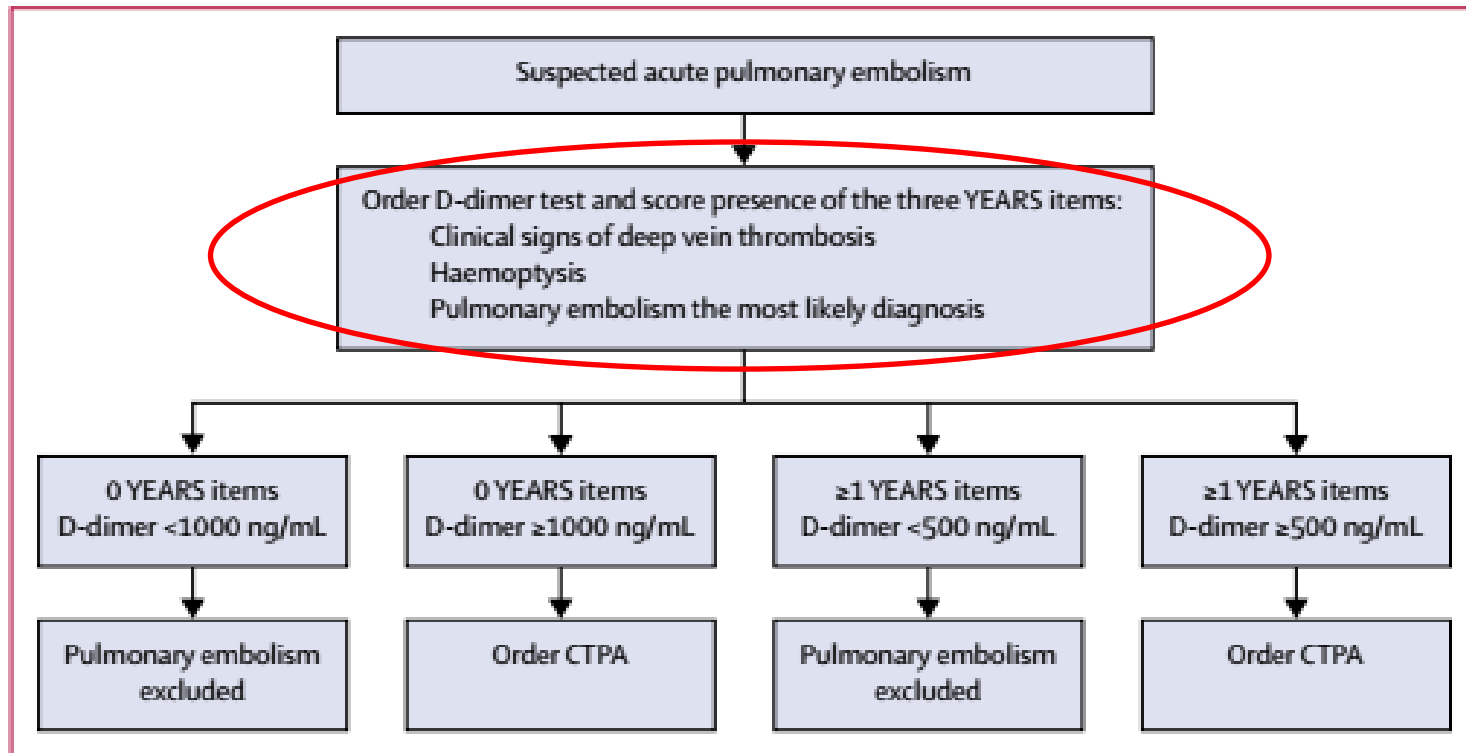 Suspected acute pulmonary embolism
Order D-dimer test and score presence of the three YEARS items:
Clinical signs of deep vein thrombosis
Haemoptysis
Pulmonary embolism the most likely diagnosis
0 YEARS items
D-dimer <1000 ng/mL
0 YEARS items
D-dimer ≥1000 ng/mL
≥1 YEARS items
D-dimer <500 ng/mL
≥1 YEARS items
D-dimer ≥500 ng/mL
Pulmonary embolism
excluded
Order CTPA
Pulmonary embolism
excluded
Order CTPA